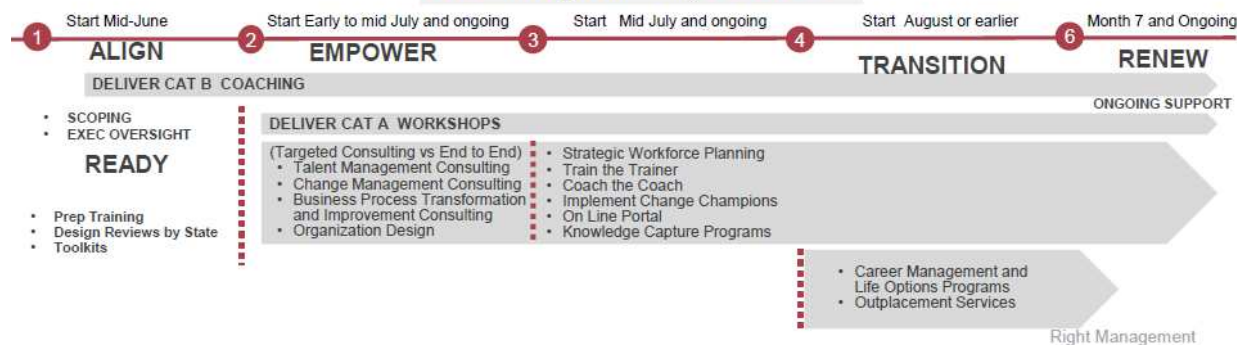 Start Mid-June
Start Early to mid July and ongoing
Start Mid July and ongoing
Start August or earlier
Month 7 and Ongoing
1
2
3
4
6
ALIGN
EMPOWER
TRANSITION
RENEW
DELIVER CAT B COACHING
ONGOING SUPPORT
• SCOPING
• EXEC OVERSIGHT
READY
• Prep Training
• Design Reviews by State
• Toolkits
DELIVER CAT A WORKSHOPS
(Targeted Consulting vs End to End)
• Talent Management Consulting
• Change Management Consulting
• Business Process Transformation
and Improvement Consulting
• Organization Design
• Strategic Workforce Planning
• Train the Trainer
• Coach the Coach
• Implement Change Champions
• On Line Portal
• Knowledge Capture Programs
• Career Management and
Life Options Programs
• Outplacement Services
Right Management